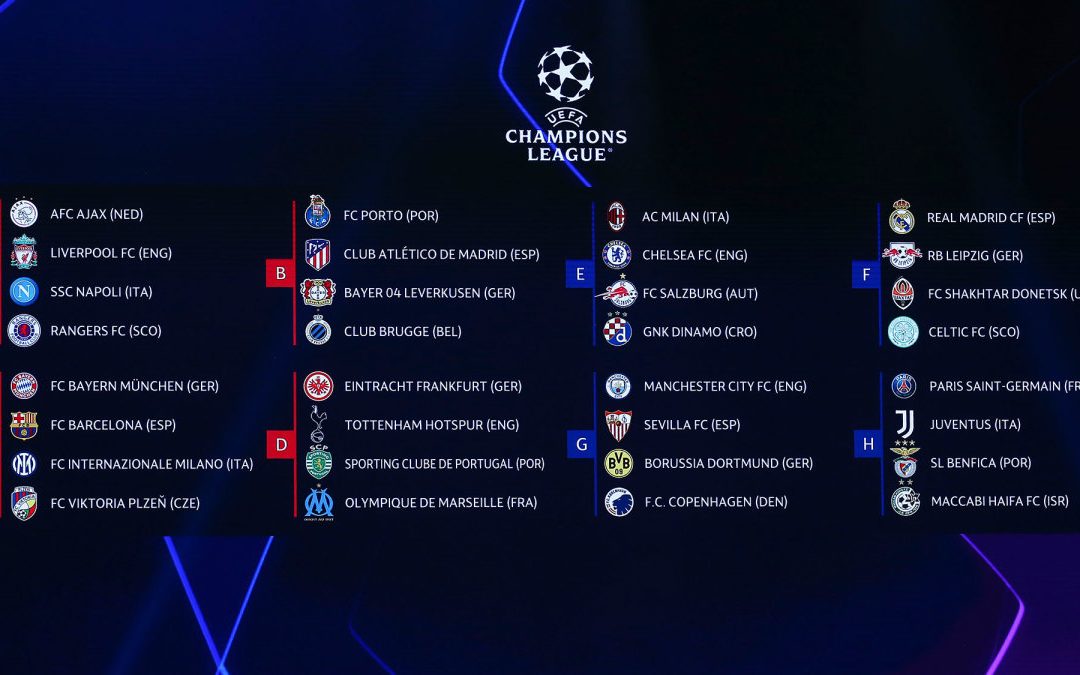 UEFA
CHAMPIONS
LEAGUE
AFC AJAX (NED)
LIVERPOOL FC (ENG)
SSC NAPOLI (ITA)
RANGERS FC (SCO)
B
FC PORTO (POR)
CLUB ATLÉTICO DE MADRID (ESP)
BAYER 04 LEVERKUSEN (GER)
CLUB BRUGGE (BEL)
E
AC MILAN (ITA)
CHELSEA FC (ENG)
FC SALZBURG (AUT)
GNK DINAMO (CRO)
F
REAL MADRID CF (ESP)
RB LEIPZIG (GER)
FC SHAKHTAR DONETSK (U
CELTIC FC (SCO)
FC BAYERN MÜNCHEN (GER)
FC BARCELONA (ESP)
FC INTERNAZIONALE MILANO (ITA)
FC VIKTORIA PLZEŇ (CZE)
D
EINTRACHT FRANKFURT (GER)
TOTTENHAM HOTSPUR (ENG)
SCP
SPORTING CLUBE DE PORTUGAL (POR)
OLYMPIQUE DE MARSEILLE (FRA)
G
MANCHESTER CITY FC (ENG)
SEVILLA FC (ESP)
BVB
09
BORUSSIA DORTMUND (GER)
F.C. COPENHAGEN (DEN)
H
PARIS SAINT-GERMAIN (FR
JUVENTUS (ITA)
SL BENFICA (POR)
MACCABI HAIFA FC (ISR)